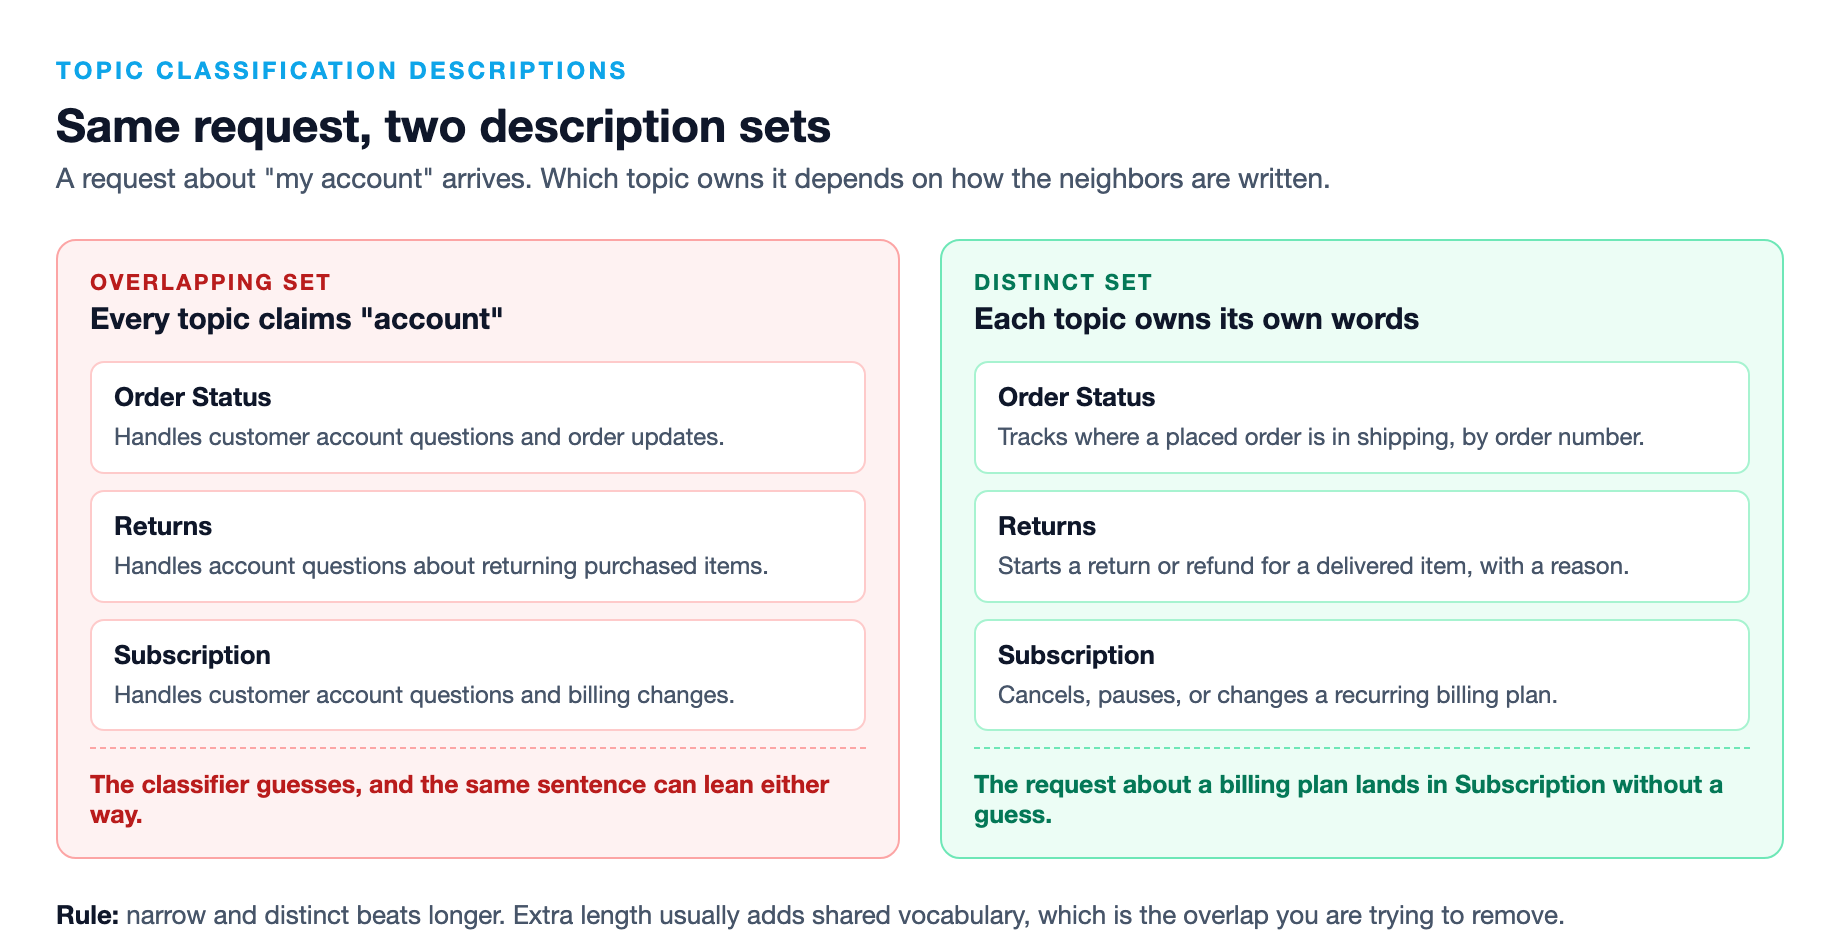 TOPIC CLASSIFICATION DESCRIPTIONS
Same request, two description sets
A request about "my account" arrives. Which topic owns it depends on how the neighbors are written.
OVERLAPPING SET
Every topic claims "account"
Order Status
Handles customer account questions and order updates.
Returns
Handles account questions about returning purchased items.
Subscription
Handles customer account questions and billing changes.
The classifier guesses, and the same sentence can lean either
way.
DISTINCT SET
Each topic owns its own words
Order Status
Tracks where a placed order is in shipping, by order number.
Returns
Starts a return or refund for a delivered item, with a reason.
Subscription
Cancels, pauses, or changes a recurring billing plan.
The request about a billing plan lands in Subscription without a
guess.
Rule: narrow and distinct beats longer. Extra length usually adds shared vocabulary, which is the overlap you are trying to remove.